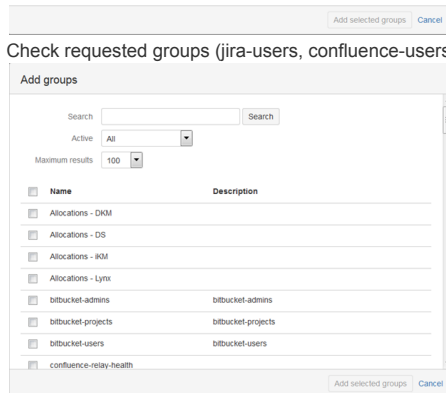 Add selected groups Cancel
Check requested groups (jira-users, confluence-users
Add groups
Search Search
Active All
Maximum results 100
Name Description
Allocations - DKM
Allocations - DS
Allocations - iKM
Allocations - Lynx
bitbucket-admins bitbucket-admins
bitbucket-projects bitbucket-projects
bitbucket-users bitbucket-users
confluence-relay-health
Add selected groups Cancel